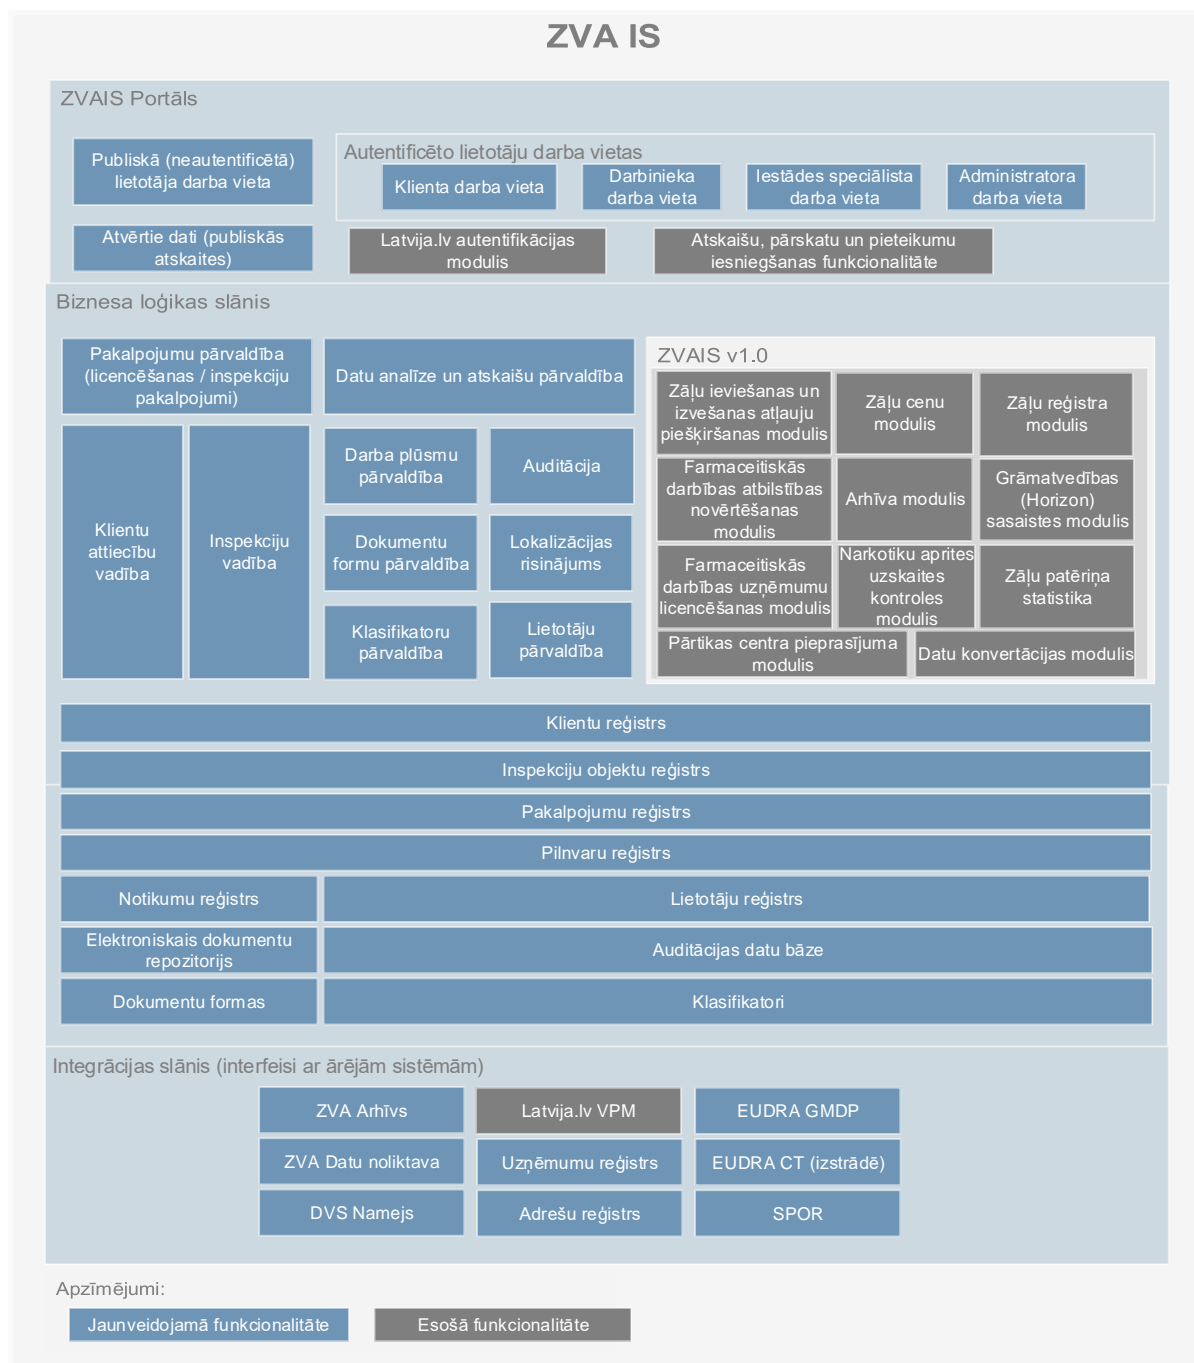 ZVA IS
ZVAIS Portāls
Publiskā (neautentificētā)
lietotāja darba vieta
Autentificēto lietotāju darba vietas
Klienta darba vieta
Darbinieka
darba vieta
Iestādes speciālista
darba vieta
Administratora
darba vieta
Atvērtie dati (publiskās
atskaites)
Latvija.lv autentifikācijas
modulis
Atskaišu, pārskatu un pieteikumu
iesniegšanas funkcionalitāte
Biznesa loģikas slānis
Pakalpojumu pārvaldība
(licencēšanas / inspekciju
pakalpojumi)
Datu analīze un atskaišu pārvaldība
Klientu
attiecību
vadība
Inspekciju
vadība
Darba plūsmu
pārvaldība
Auditācija
Dokumentu
formu pārvaldība
Lokalizācijas
risinājums
Klasifikatoru
pārvaldība
Lietotāju
pārvaldība
ZVAIS v1.0
Zāļu ieviešanas un
izvešanas atļauju
piešķiršanas modulis
Zāļu cenu
modulis
Zāļu reģistra
modulis
Farmaceitiskās
darbības atbilstības
novērtēšanas
modulis
Arhīva modulis
Grāmatvedības
(Horizon)
sasaistes modulis
Farmaceitiskās
darbības uzņēmumu
licencēšanas modulis
Narkotiku aprites
uzskaites
kontroles
modulis
Zāļu patēriņa
statistika
Pārtikas centra pieprasījuma
modulis
Datu konvertācijas modulis
Klientu reģistrs
Inspekciju objektu reģistrs
Pakalpojumu reģistrs
Pilnvaru reģistrs
Notikumu reģistrs
Lietotāju reģistrs
Elektroniskais dokumentu
repozitorijs
Auditācijas datu bāze
Dokumentu formas
Klasifikatori
Integrācijas slānis (interfeisi ar ārējām sistēmām)
ZVA Arhīvs
Latvija.lv VPM
EUDRA GMDP
ZVA Datu noliktava
Uzņēmumu reģistrs
EUDRA CT (izstrādē)
DVS Namejs
Adrešu reģistrs
SPOR
Apzīmējumi:
Jaunveidojamā funkcionalitāte
Esošā funkcionalitāte